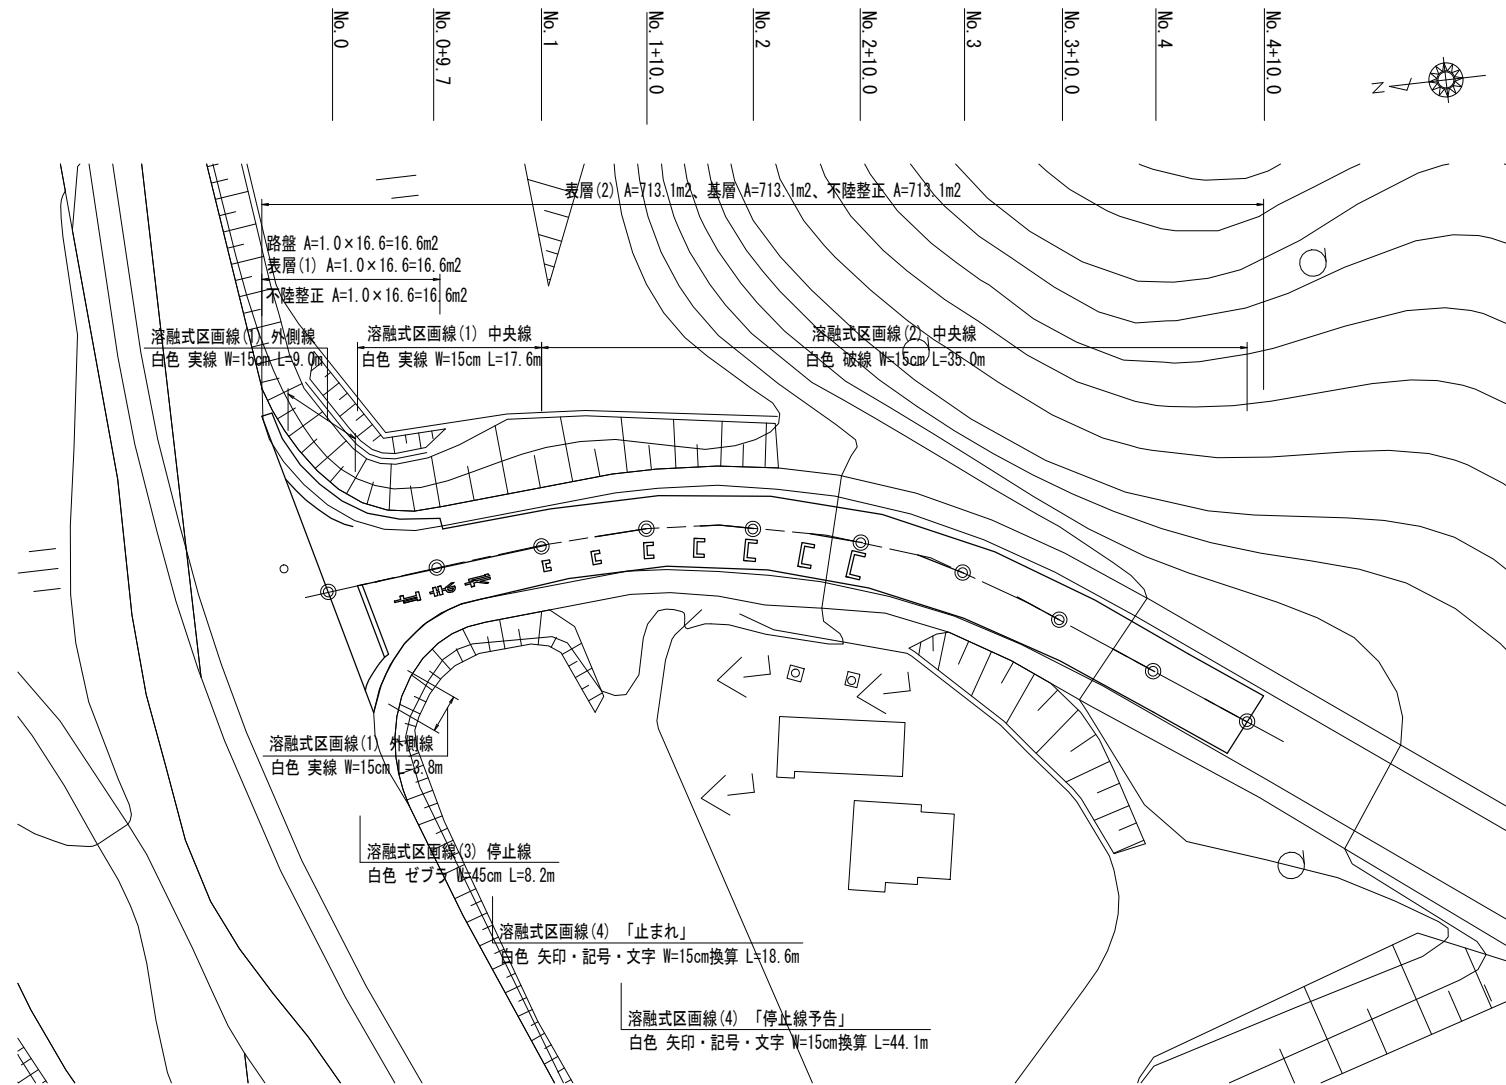 No.0
No.0+9.7
No.1
No.1+10.0
No.2
No.2+10.0
No.3
No.3+10.0
No.4
No.4+10.0
N
表層(2) A=713.1m2、基層 A=713.1m2、不陸整正 A=713.1m2
路盤 A=1.0×16.6=16.6m2
表層(1) A=1.0×16.6=16.6m2
不陸整正 A=1.0×16.6=16.6m2
溶融式区画線(1) 外側線
白色 実線 W=15cm L=9.0m
溶融式区画線(1) 中央線
白色 実線 W=15cm L=17.6m
溶融式区画線(2) 中央線
白色 破線 W=15cm L=35.0m
止まれ
溶融式区画線(1) 外側線
白色 実線 W=15cm L=3.8m
溶融式区画線(3) 停止線
白色 ゼブラ W=45cm L=8.2m
溶融式区画線(4) 「止まれ」
白色 矢印・記号・文字 W=15cm換算 L=18.6m
溶融式区画線(4) 「停止線予告」
白色 矢印・記号・文字 W=15cm換算 L=44.1m